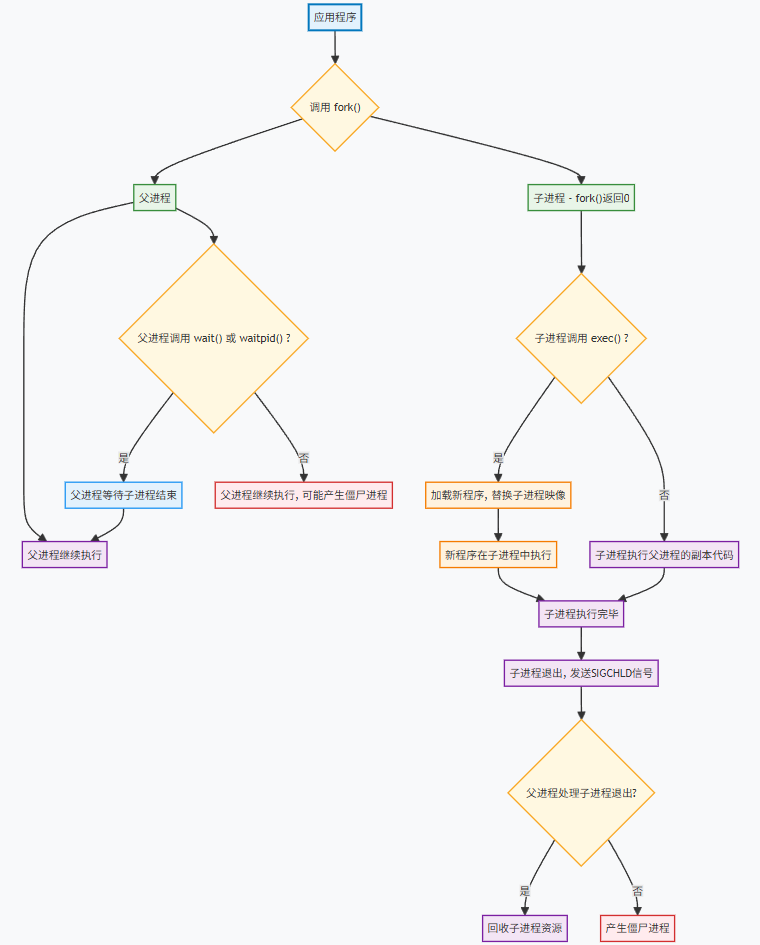 应用程序
调用 fork()
父进程
子进程 - fork()返回0
父进程调用 wait() 或 waitpid() ?
子进程调用 exec() ?
是
否
是
否
父进程等待子进程结束
父进程继续执行, 可能产生僵尸进程
加载新程序, 替换子进程映像
父进程继续执行
新程序在子进程中执行
子进程执行父进程的副本代码
子进程执行完毕
子进程退出, 发送SIGCHLD信号
父进程处理子进程退出?
是
否
回收子进程资源
产生僵尸进程